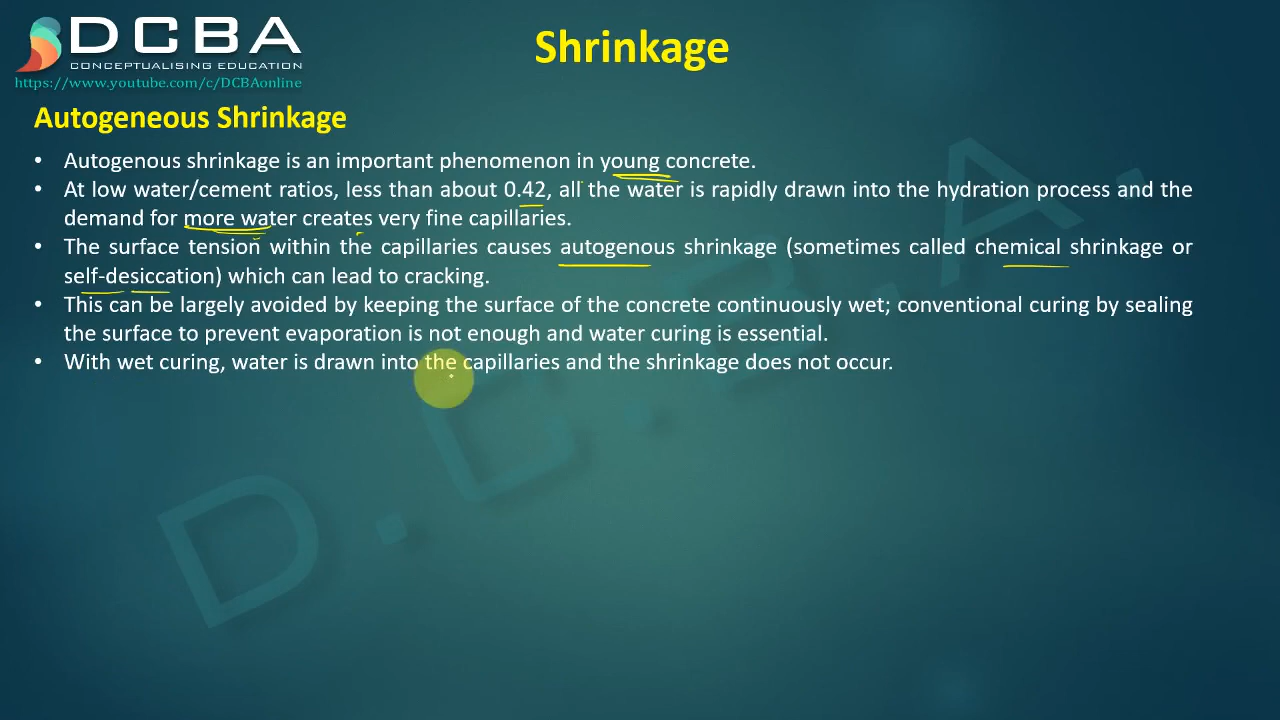 DCBA
CONCEPTUALISING EDUCATION
https://www.youtube.com/c/DCBAonline
Shrinkage
Autogeneous Shrinkage
• Autogenous shrinkage is an important phenomenon in young concrete.
• At low water/cement ratios, less than about 0.42, all the water is rapidly drawn into the hydration process and the
demand for more water creates very fine capillaries.
• The surface tension within the capillaries causes autogenous shrinkage (sometimes called chemical shrinkage or
self-desiccation) which can lead to cracking.
• This can be largely avoided by keeping the surface of the concrete continuously wet; conventional curing by sealing
the surface to prevent evaporation is not enough and water curing is essential.
• With wet curing, water is drawn into the capillaries and the shrinkage does not occur.
D.C.B.A.